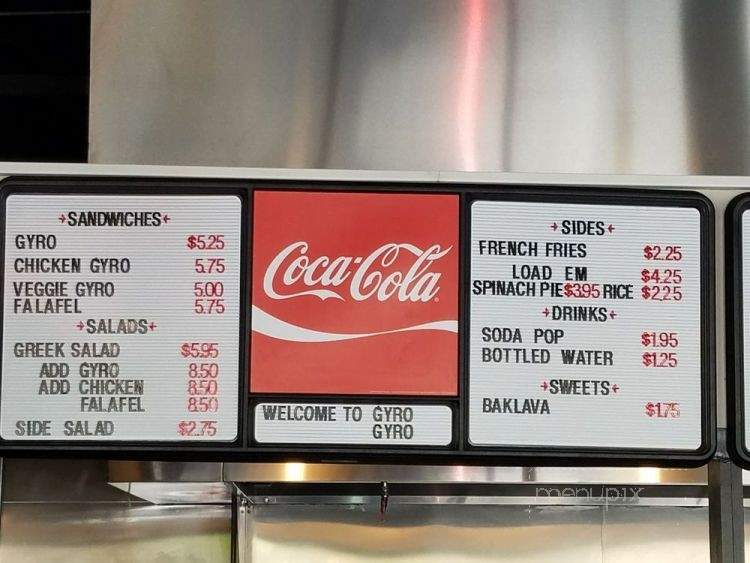 SANDWICHES
GYRO $5.25
CHICKEN GYRO 5.75
VEGGIE GYRO 5.00
FALAFEL 5.75
SALADS
GREEK SALAD $5.95
ADD GYRO 8.50
ADD CHICKEN 8.50
FALAFEL 8.50
SIDE SALAD $2.75
Coca-Cola
WELCOME TO GYRO
GYRO
SIDES
FRENCH FRIES $2.25
LOAD EM $4.25
SPINACH PIE $3.95 RICE $2.25
DRINKS
SODA POP $1.95
BOTTLED WATER $1.25
SWEETS
BAKLAVA $1.75
menupix